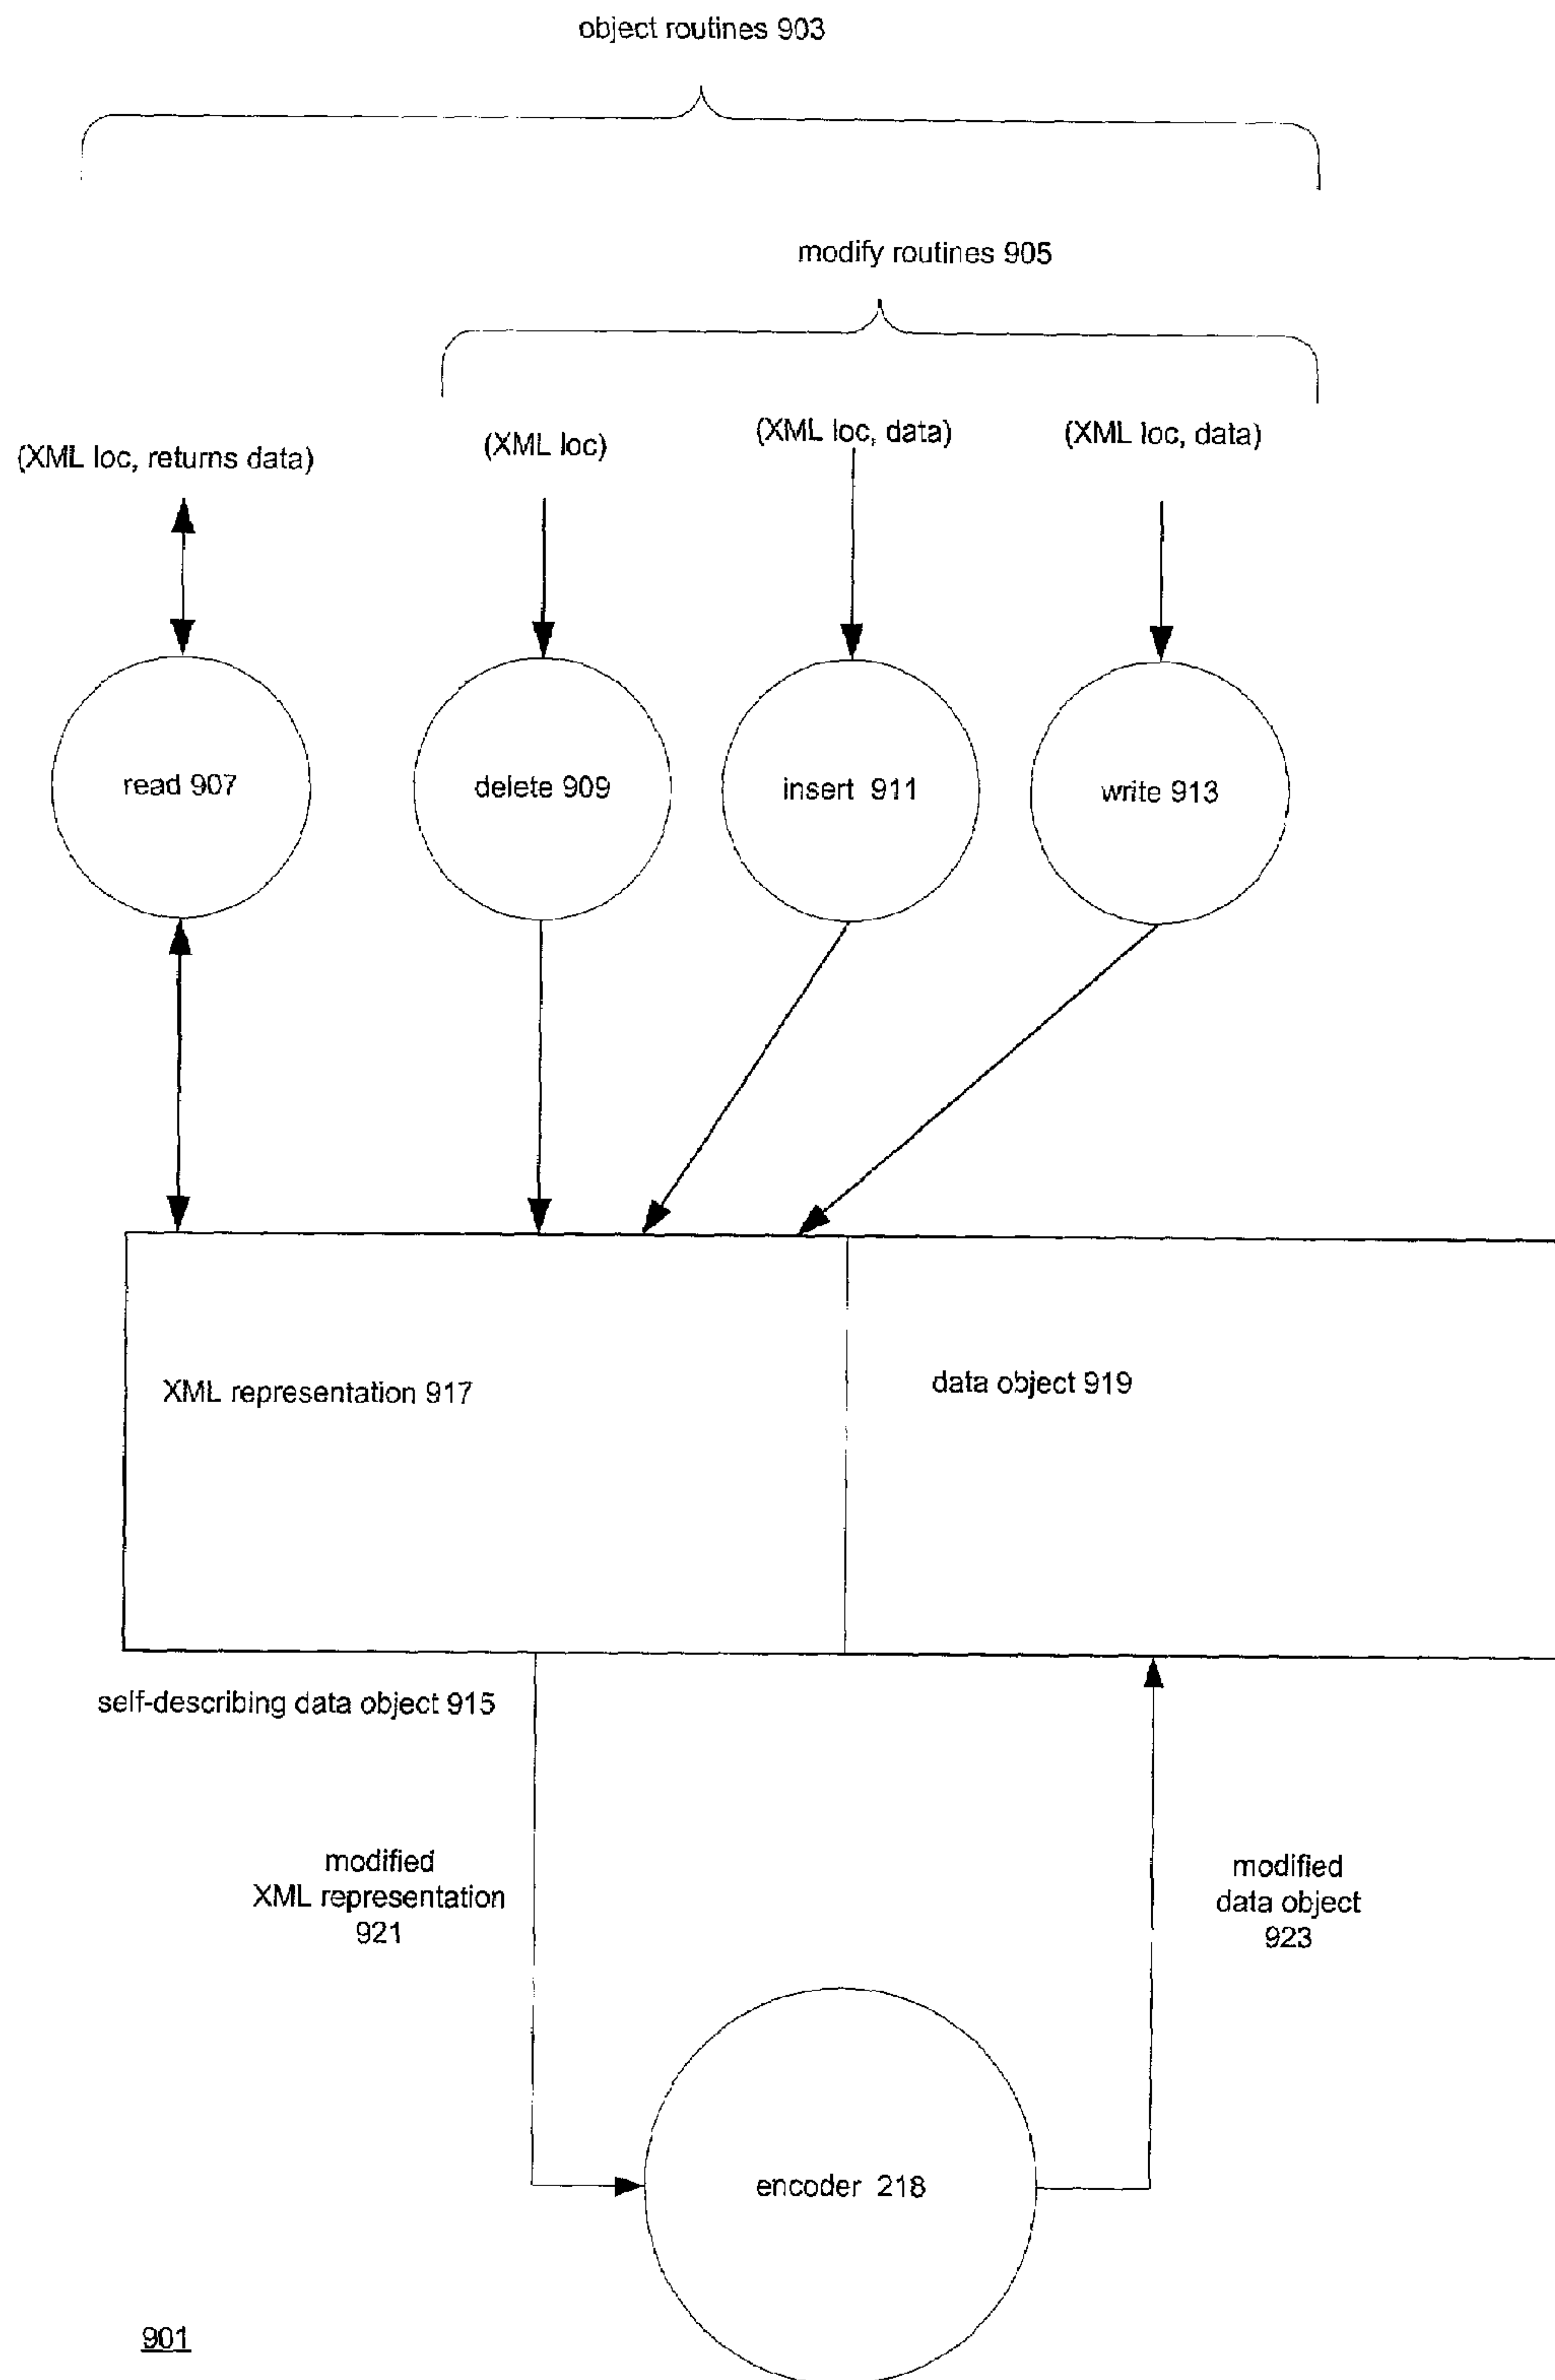 object routines 903
modify routines 905
(XML loc, returns data)
(XML loc)
(XML loc, data)
(XML loc, data)
read 907
delete 909
insert 911
write 913
XML representation 917
data object 919
self-describing data object 915
modified
XML representation
921
modified
data object
923
encoder 218
901